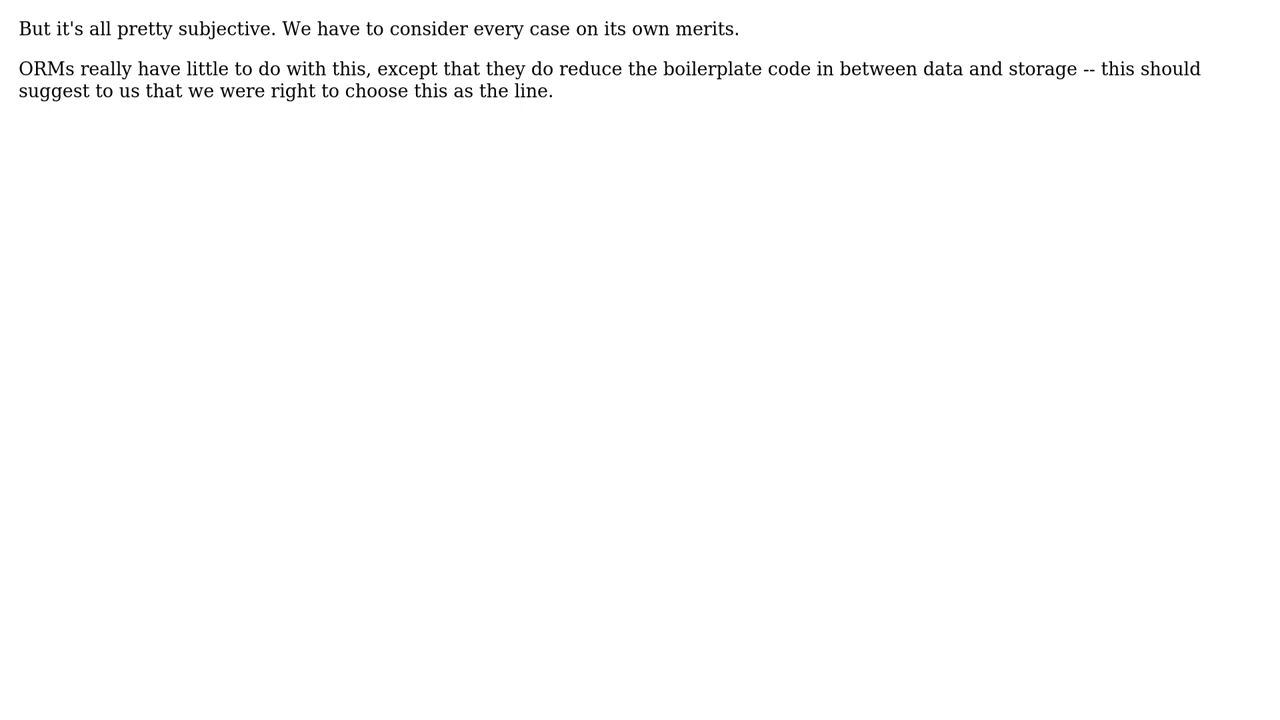 But it's all pretty subjective. We have to consider every case on its own merits.
ORMs really have little to do with this, except that they do reduce the boilerplate code in between data and storage -- this should
suggest to us that we were right to choose this as the line.